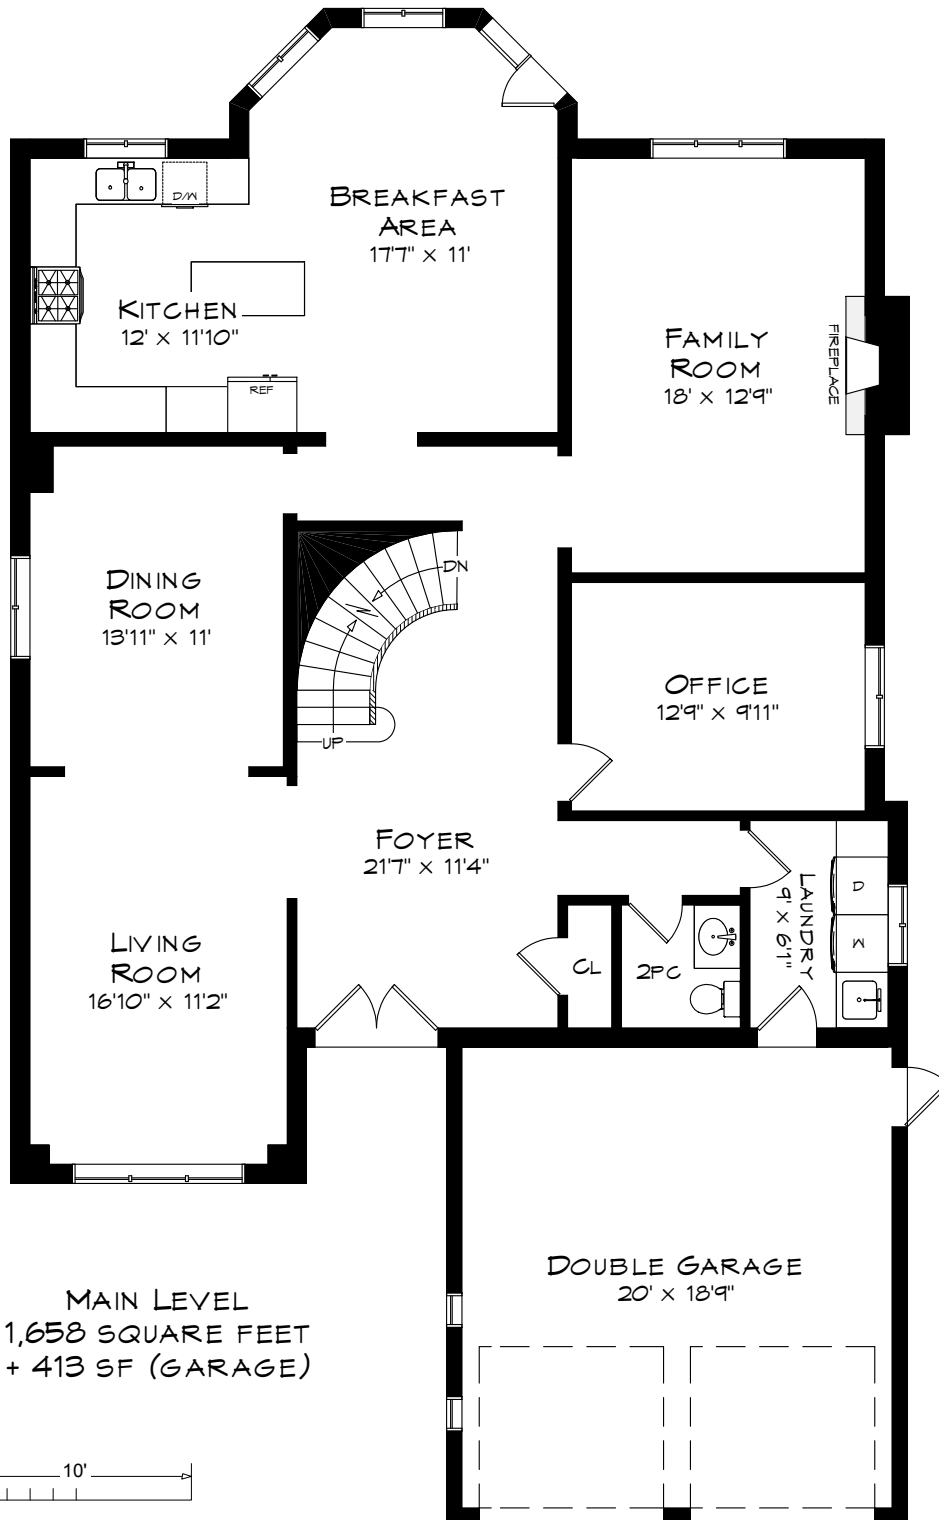 BREAKFAST
AREA
17'7" x 11'
D/W
KITCHEN
12' x 11'10"
REF
FAMILY
ROOM
18' x 12'9"
FIREPLACE
DINING
ROOM
13'11" x 11'
DN
UP
OFFICE
12'9" x 9'11"
FOYER
21'7" x 11'4"
LAUNDRY
9' x 6'1"
D
W
LIVING
ROOM
16'10" x 11'2"
CL
2PC
DOUBLE GARAGE
20' x 18'9"
MAIN LEVEL
1,658 SQUARE FEET
+ 413 SF (GARAGE)
10'